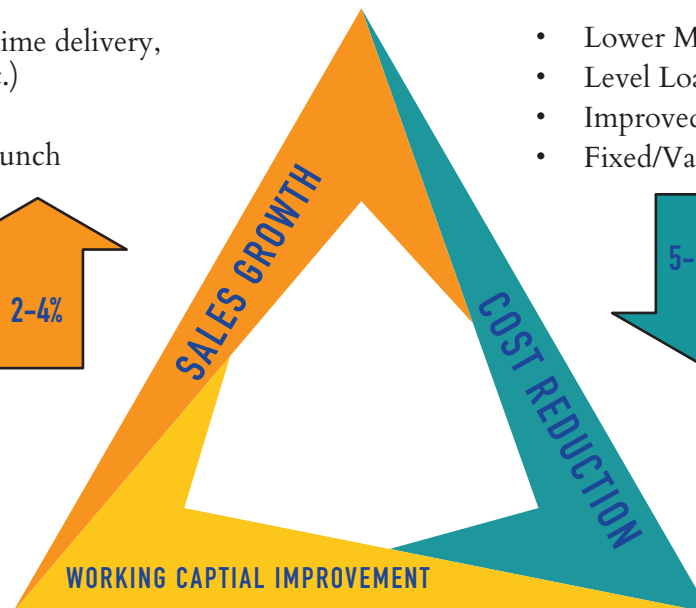 ime delivery,
c.)
unch
2-4%
• Lower M
• Level Loa
• Improved
• Fixed/Va
5-
SALES GROWTH
COST REDUCTION
WORKING CAPTIAL IMPROVEMENT